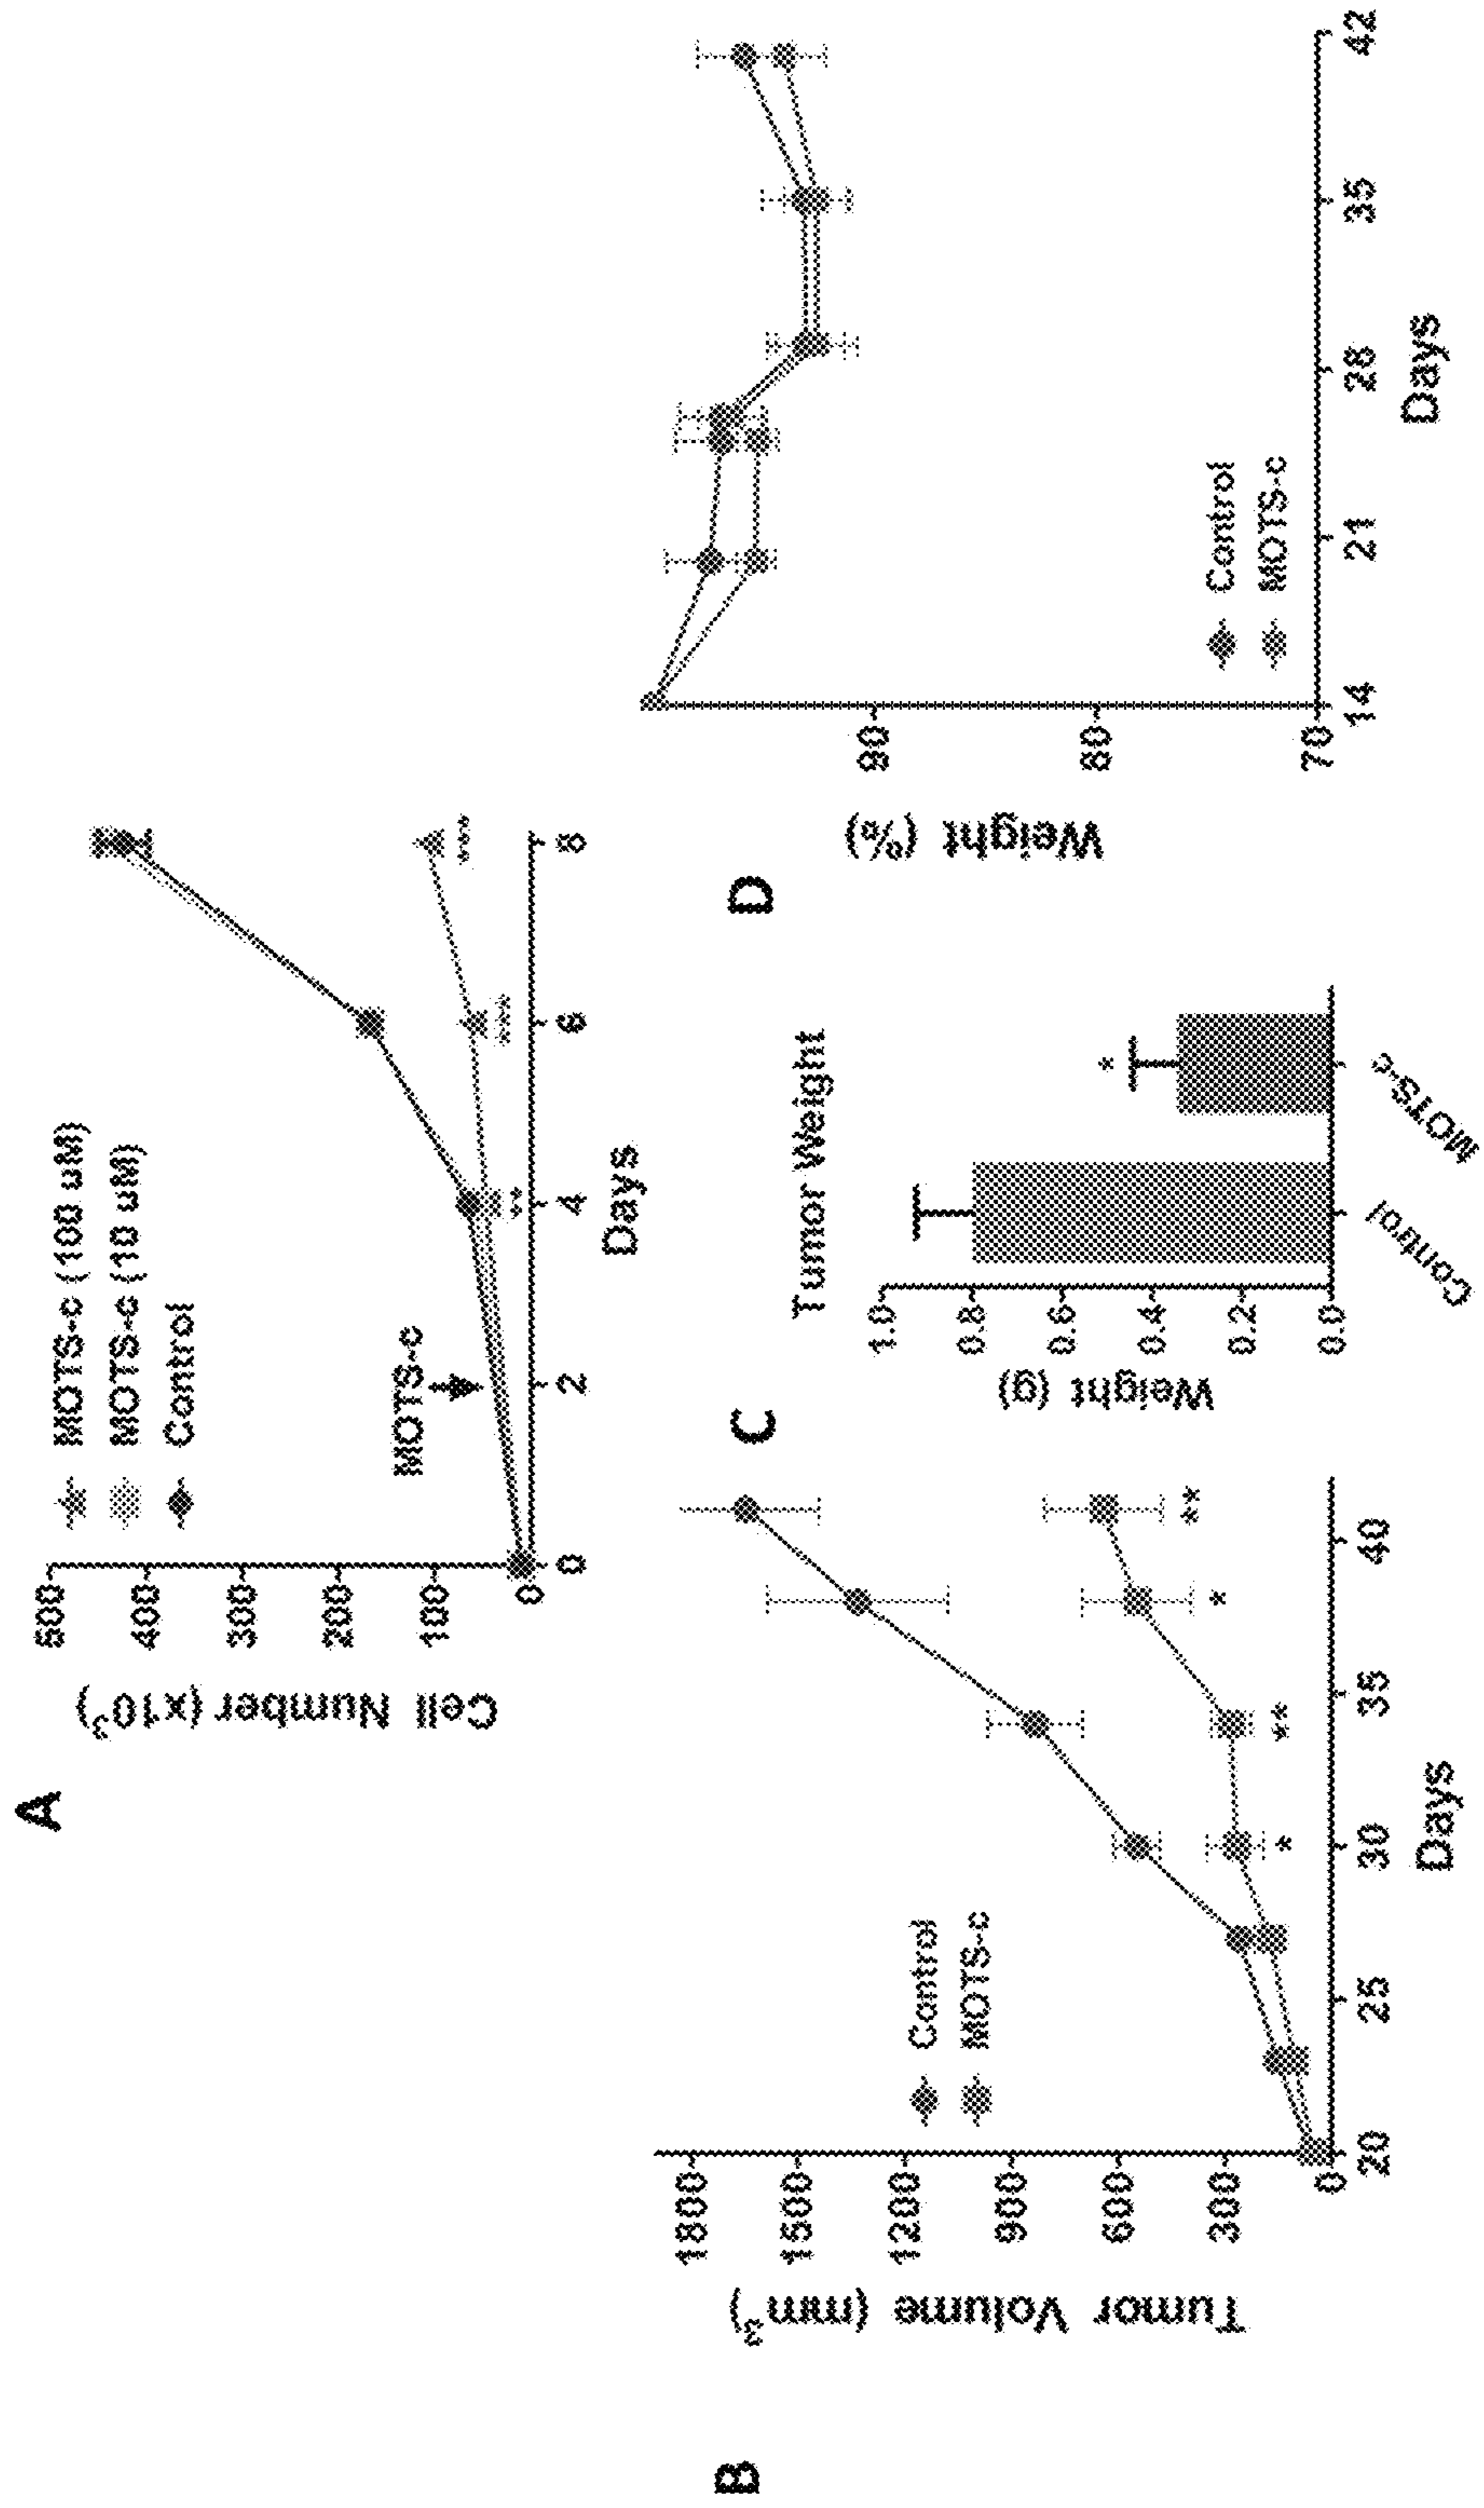 A
Cell Number (x10³)
500
400
300
200
100
0
MOTS-c (100 uM)
MOTS-c (10 uM)
Control
MOTS-c
**
****
****
0
2
4
6
8
Days
B
Tumor Volume (mm³)
1800
1500
1200
900
600
300
0
Control
MOTS-c
*
**
*
**
20
25
30
35
40
Days
C
Tumor Weight
Weight (g)
1.0
0.8
0.6
0.4
0.2
0.0
*
Control
MOTS-c
D
Weight (%)
90
80
70
Control
MOTS-c
14
21
28
35
42
Days